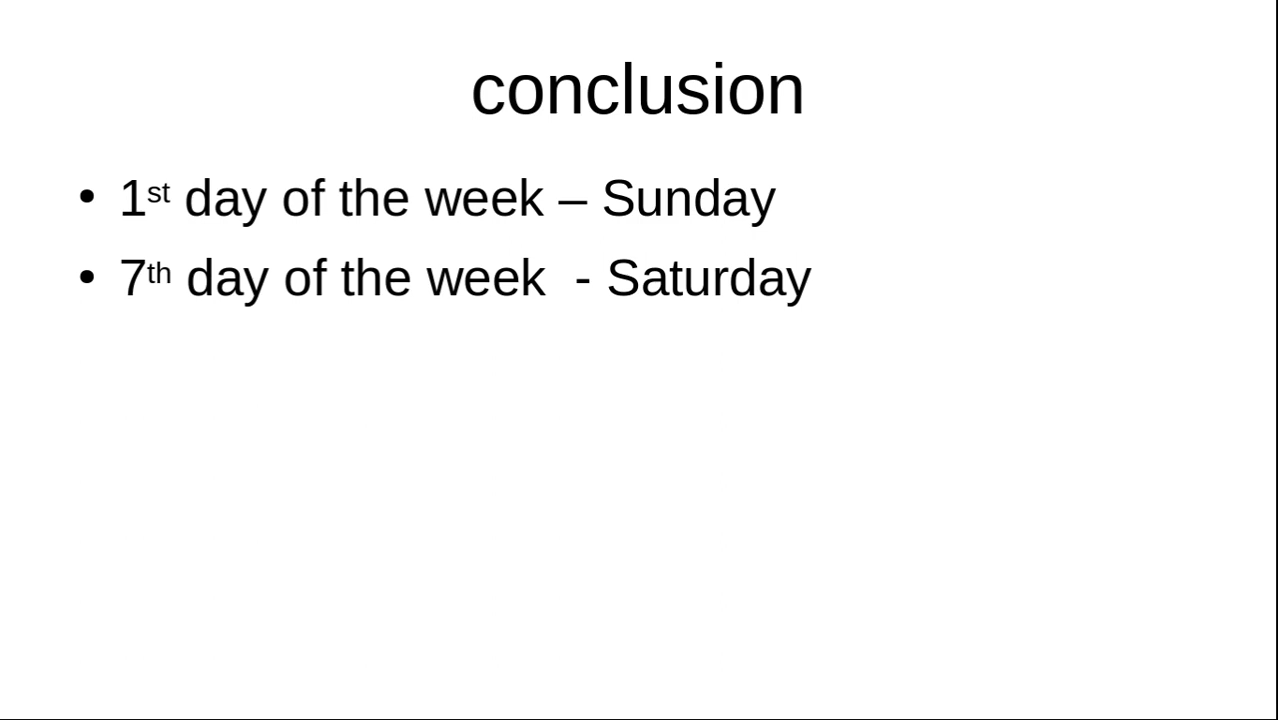 conclusion
• 1st day of the week – Sunday
• 7th day of the week  - Saturday